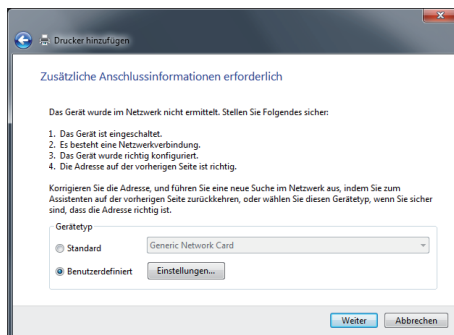 Drucker hinzufügen
Zusätzliche Anschlussinformationen erforderlich
Das Gerät wurde im Netzwerk nicht ermittelt. Stellen Sie Folgendes sicher:
1. Das Gerät ist eingeschaltet.
2. Es besteht eine Netzwerkverbindung.
3. Das Gerät wurde richtig konfiguriert.
4. Die Adresse auf der vorherigen Seite ist richtig.
Korrigieren Sie die Adresse, und führen Sie eine neue Suche im Netzwerk aus, indem Sie zum
Assistenten auf der vorherigen Seite zurückkehren, oder wählen Sie diesen Gerätetyp, wenn Sie sicher
sind, dass die Adresse richtig ist.
Gerätetyp
Standard Generic Network Card
Benutzerdefiniert Einstellungen...
Weiter Abbrechen